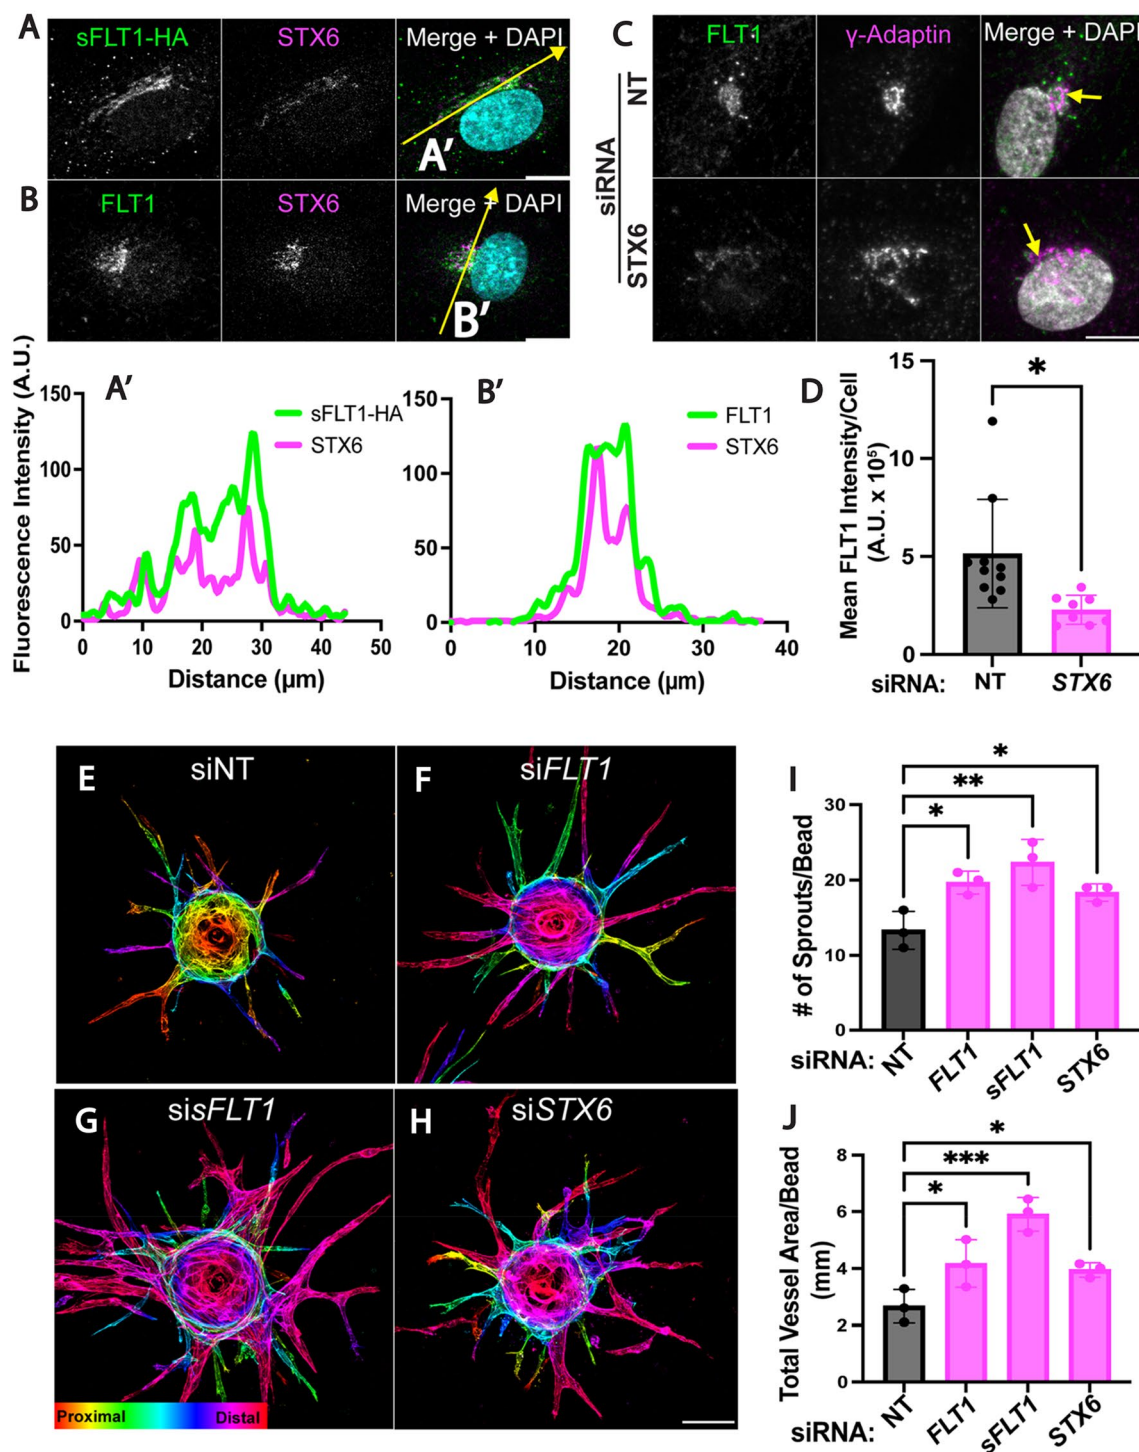 A
sFLT1-HA
STX6
Merge + DAPI
A′
B
FLT1
STX6
Merge + DAPI
B′
C
FLT1
γ-Adaptin
Merge + DAPI
siRNA
NT
STX6
A′
Fluorescence Intensity (A.U.)
150
100
50
0
0 10 20 30 40 50
Distance (μm)
sFLT1-HA
STX6
B′
150
100
50
0
0 10 20 30 40
Distance (μm)
FLT1
STX6
D
Mean FLT1 Intensity/Cell
(A.U. x 10⁵)
15
10
5
0
*
siRNA: NT STX6
E
siNT
F
siFLT1
G
sisFLT1
H
siSTX6
Proximal Distal
I
# of Sprouts/Bead
30
20
10
0
*
**
*
siRNA: NT FLT1 sFLT1 STX6
J
Total Vessel Area/Bead
(mm)
8
6
4
2
0
*
***
*
siRNA: NT FLT1 sFLT1 STX6